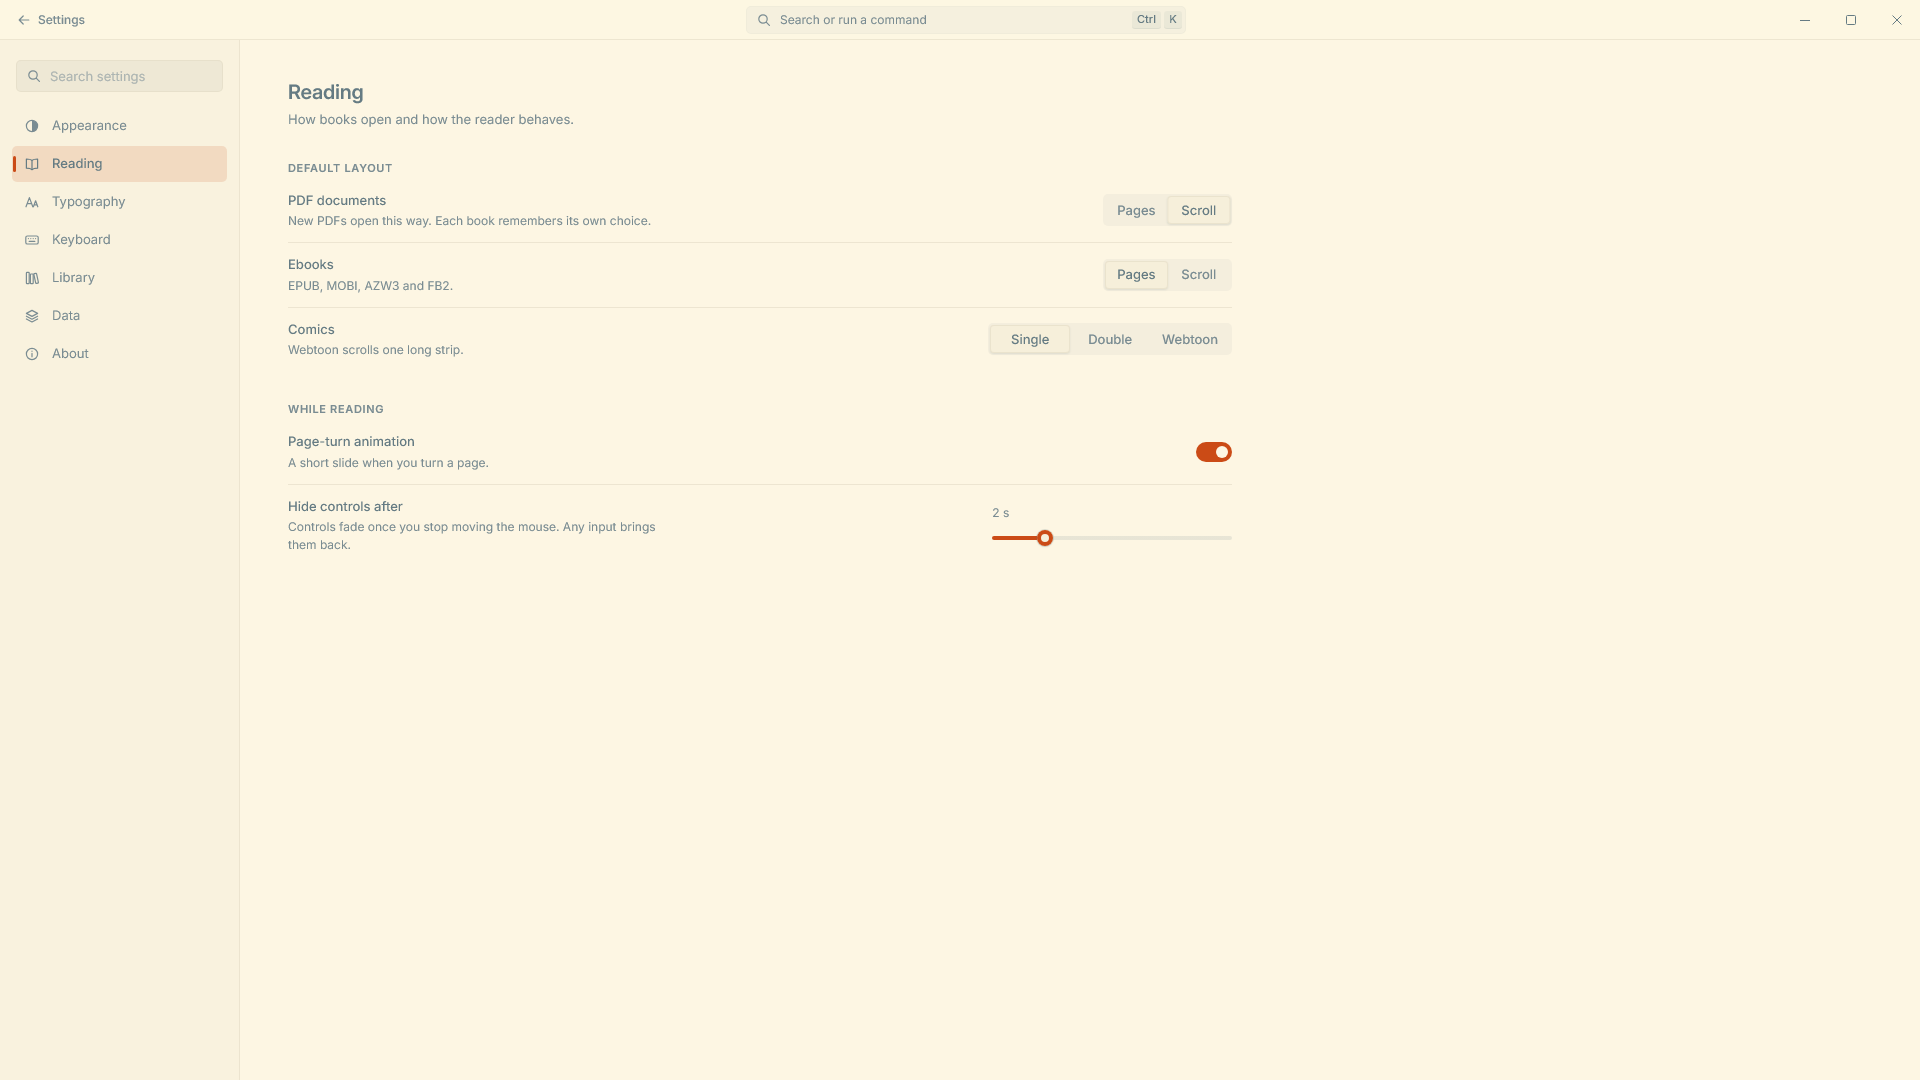 Settings
Search or run a command
Ctrl K
Search settings
Appearance
Reading
Typography
Keyboard
Library
Data
About
Reading
How books open and how the reader behaves.
DEFAULT LAYOUT
PDF documents
New PDFs open this way. Each book remembers its own choice.
Pages Scroll
Ebooks
EPUB, MOBI, AZW3 and FB2.
Pages Scroll
Comics
Webtoon scrolls one long strip.
Single Double Webtoon
WHILE READING
Page-turn animation
A short slide when you turn a page.
Hide controls after
Controls fade once you stop moving the mouse. Any input brings
them back.
2 s